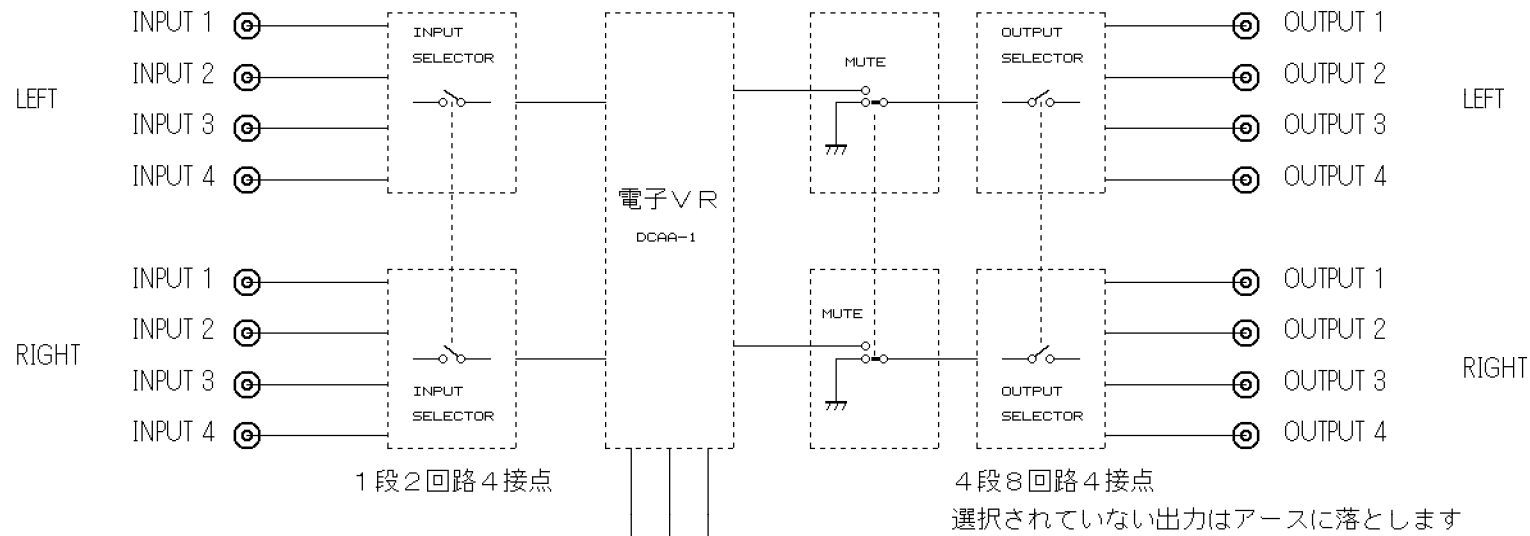 INPUT 1
INPUT 2
INPUT 3
INPUT 4
LEFT
INPUT
SELECTOR
電子VR
DCAA-1
MUTE
OUTPUT
SELECTOR
OUTPUT 1
OUTPUT 2
OUTPUT 3
OUTPUT 4
LEFT
INPUT 1
INPUT 2
INPUT 3
INPUT 4
RIGHT
INPUT
SELECTOR
MUTE
OUTPUT
SELECTOR
OUTPUT 1
OUTPUT 2
OUTPUT 3
OUTPUT 4
RIGHT
1段2回路4接点
4段8回路4接点
選択されていない出力はアースに落とします